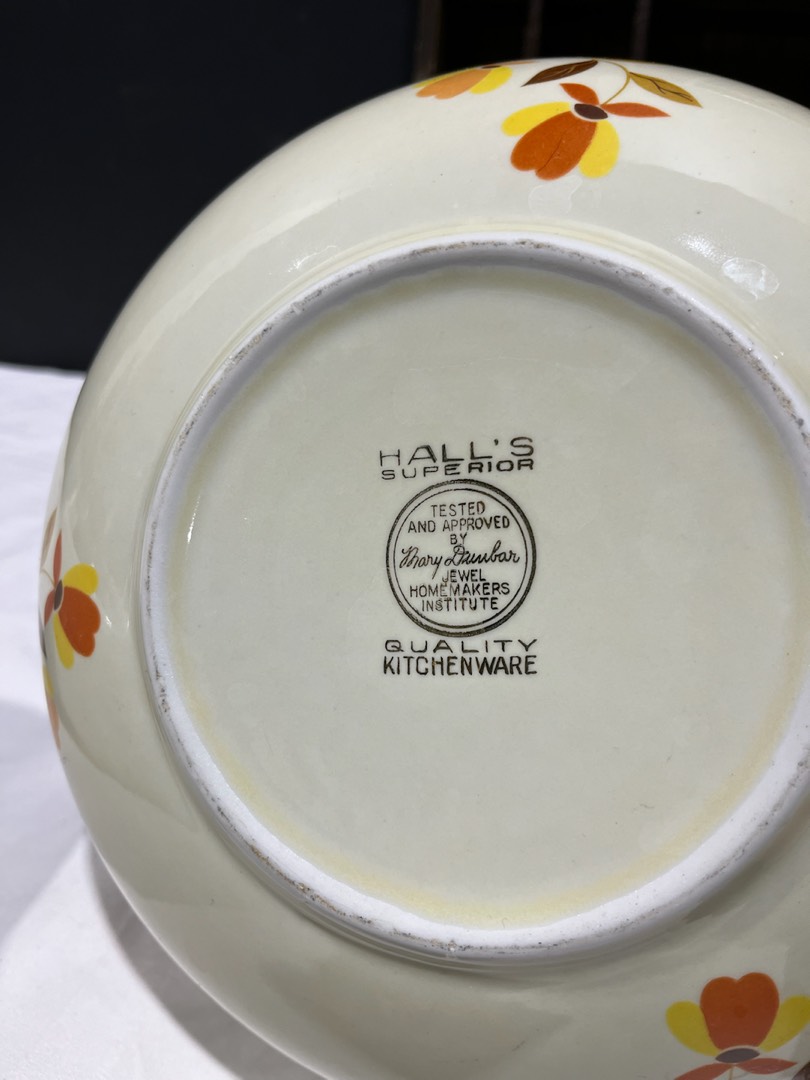 HALL'S
SUPERIOR
TESTED
AND APPROVED
BY
Mary Dunbar
JEWEL
HOMEMAKERS
INSTITUTE
QUALITY
KITCHENWARE